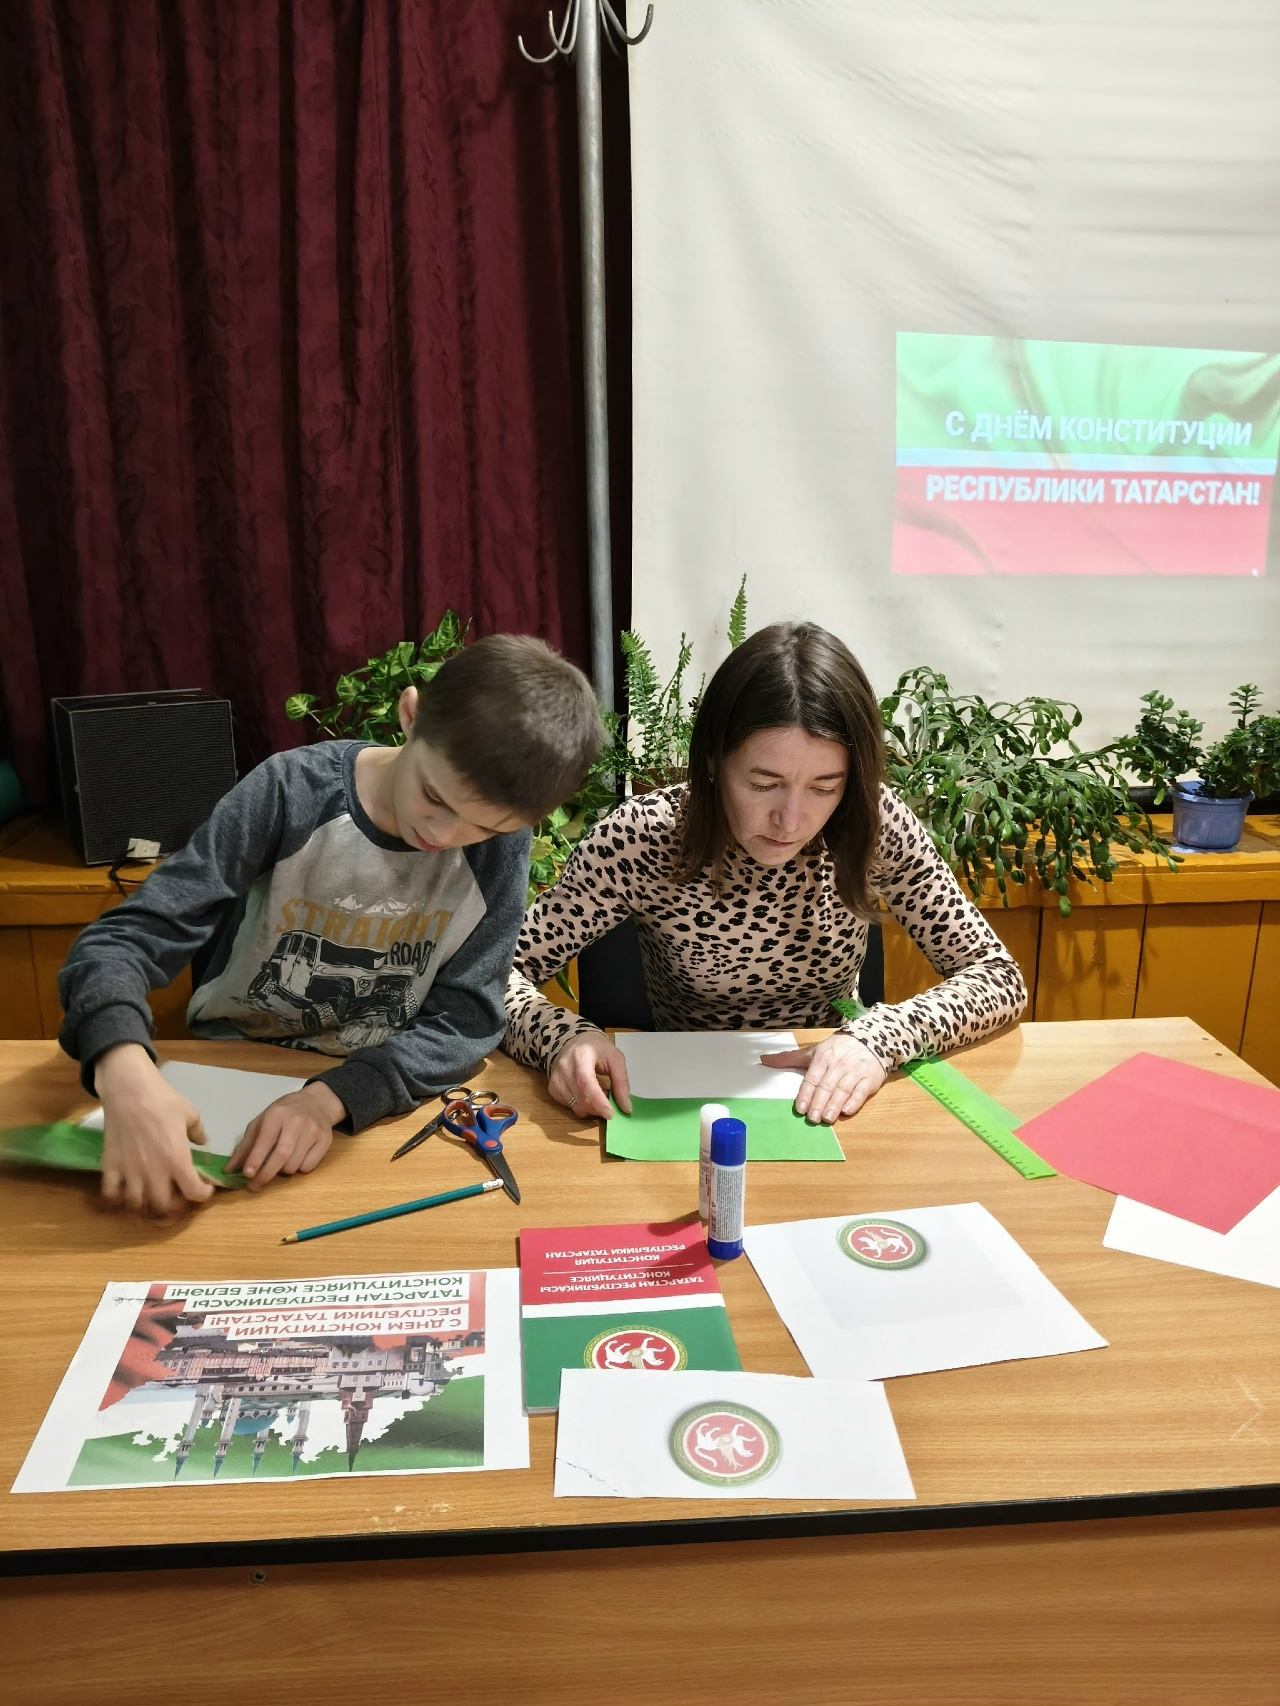 С ДНЁМ КОНСТИТУЦИИ
РЕСПУБЛИКИ ТАТАРСТАН!
STRAIGHT
ROADS
ТАТАРСТАН РЕСПУБЛИКАСЫ
КОНСТИТУЦИЯСЕ
КОНСТИТУЦИЯ
РЕСПУБЛИКИ ТАТАРСТАН
С ДНЕМ КОНСТИТУЦИИ
РЕСПУБЛИКИ ТАТАРСТАН!
ТАТАРСТАН РЕСПУБЛИКАСЫ
КОНСТИТУЦИЯСЕ КӨНЕ БЕЛӘН!